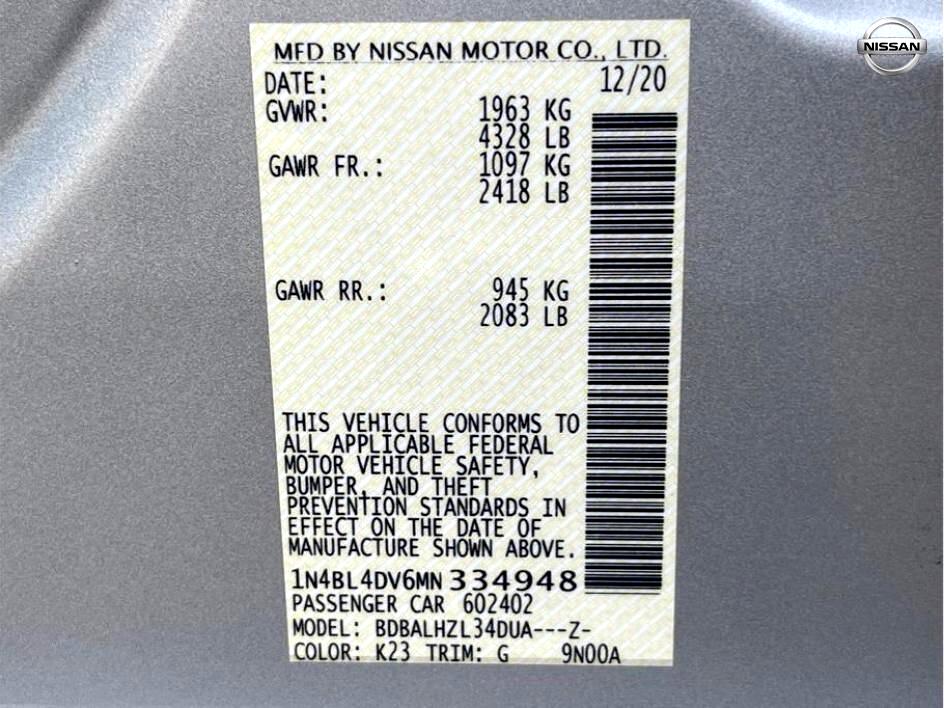 NISSAN
MFD BY NISSAN MOTOR CO., LTD.
DATE: 12/20
GVWR: 1963 KG
4328 LB
GAWR FR.: 1097 KG
2418 LB
GAWR RR.: 945 KG
2083 LB
THIS VEHICLE CONFORMS TO
ALL APPLICABLE FEDERAL
MOTOR VEHICLE SAFETY,
BUMPER, AND THEFT
PREVENTION STANDARDS IN
EFFECT ON THE DATE OF
MANUFACTURE SHOWN ABOVE.
1N4BL4DV6MN 334948
PASSENGER CAR 602402
MODEL: BDBALHZL34DUA---Z-
COLOR: K23 TRIM: G 9N00A